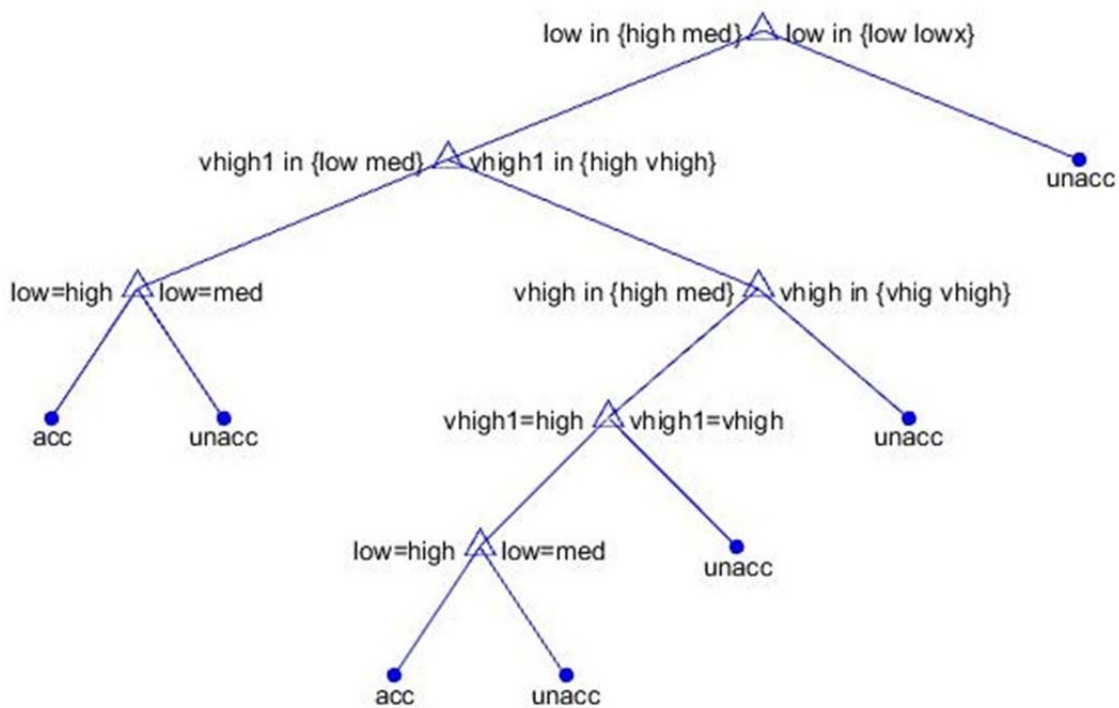 low in {high med} low in {low lowx}
vhigh1 in {low med} vhigh1 in {high vhigh}
unacc
low=high low=med
vhigh in {high med} vhigh in {vhig vhigh}
acc
unacc
vhigh1=high vhigh1=vhigh
unacc
low=high low=med
unacc
acc
unacc